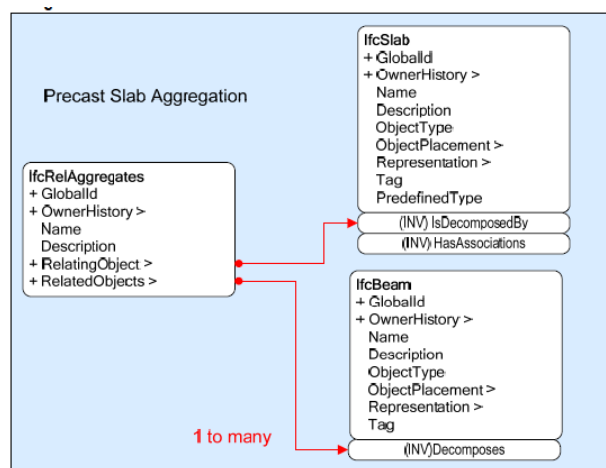 Precast Slab Aggregation
IfcRelAggregates
+ GlobalId
+ OwnerHistory >
Name
Description
+ RelatingObject >
+ RelatedObjects >
IfcSlab
+ GlobalId
+ OwnerHistory >
Name
Description
ObjectType
ObjectPlacement >
Representation >
Tag
PredefinedType
(INV) IsDecomposedBy
(INV) HasAssociations
IfcBeam
+ GlobalId
+ OwnerHistory >
Name
Description
ObjectType
ObjectPlacement >
Representation >
Tag
(INV)Decomposes
1 to many